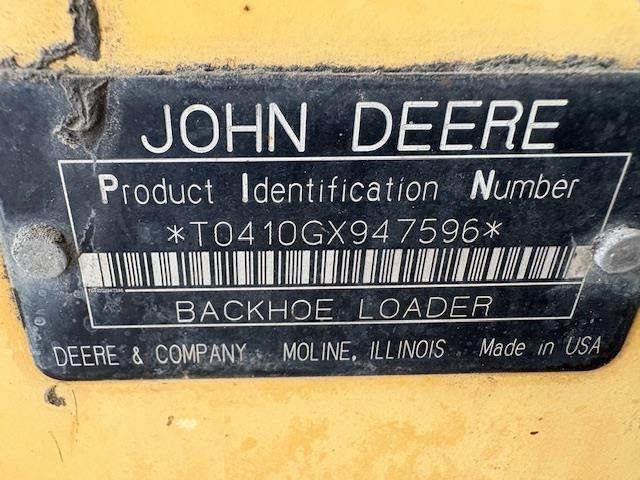 JOHN DEERE
Product Identification Number
*T0410GX947596*
BACKHOE LOADER
DEERE & COMPANY MOLINE, ILLINOIS Made in USA